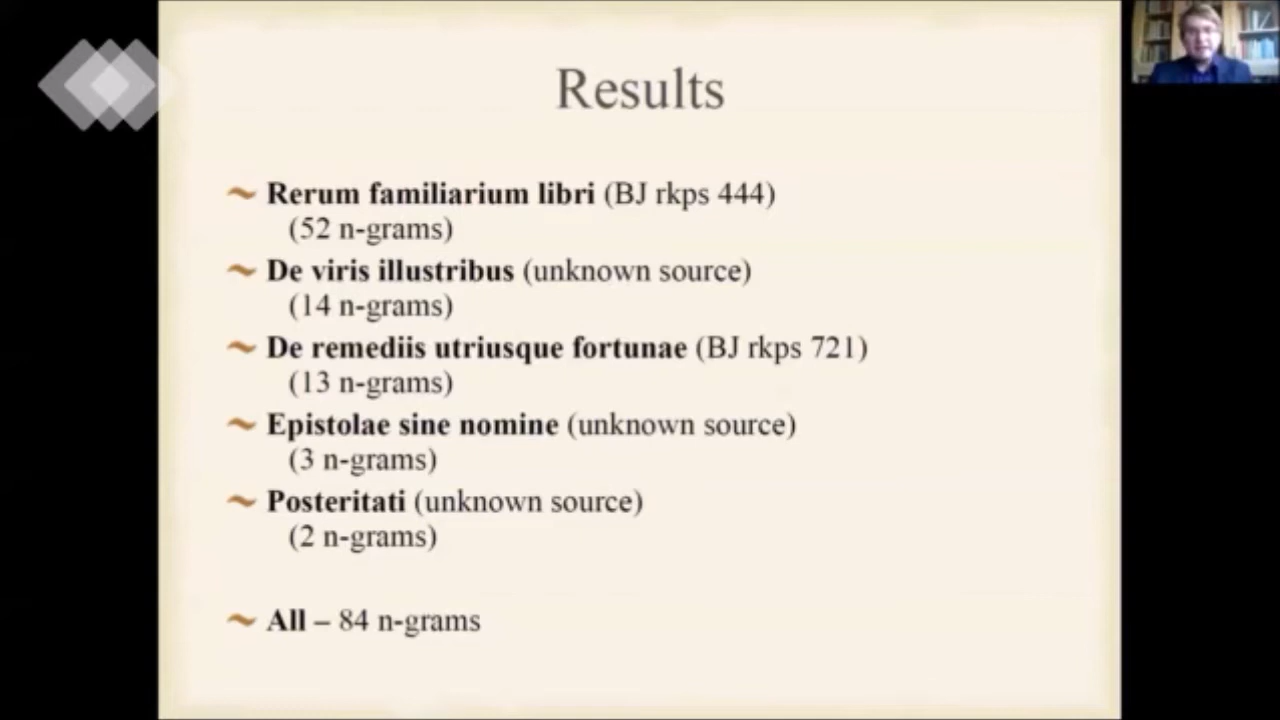 Results
Rerum familiarium libri (BJ rkps 444)
(52 n-grams)
De viris illustribus (unknown source)
(14 n-grams)
De remediis utriusque fortunae (BJ rkps 721)
(13 n-grams)
Epistolae sine nomine (unknown source)
(3 n-grams)
Posteritati (unknown source)
(2 n-grams)
All – 84 n-grams